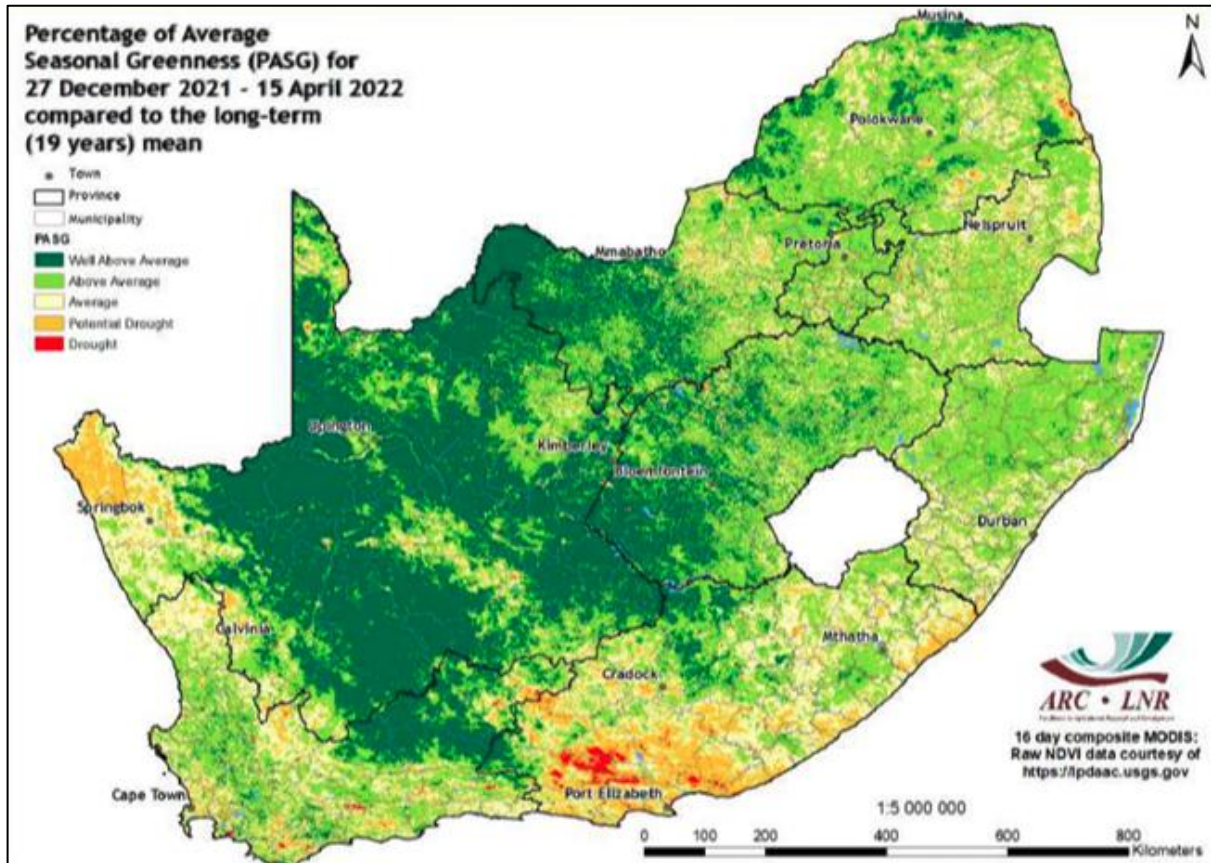 Percentage of Average
Seasonal Greenness (PASG) for
27 December 2021 - 15 April 2022
compared to the long-term
(19 years) mean
Town
Province
Municipality
PASG
Well Above Average
Above Average
Average
Potential Drought
Drought
N
Musina
Polokwane
Nelspruit
Pretoria
Mmabatho
Upington
Kimberley
Bloemfontein
Springbok
Durban
Calvinia
Mthatha
Cradock
Cape Town
Port Elizabeth
ARC • LNR
16 day composite MODIS:
Raw NDVI data courtesy of
https://lpdaac.usgs.gov
1:5 000 000
0 100 200 400 600 800
Kilometers